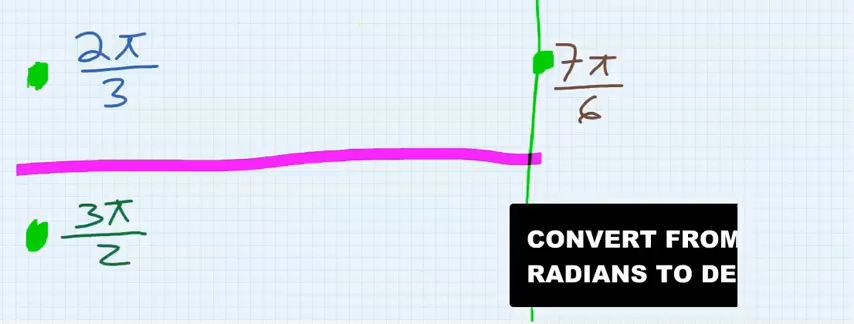 2π/3
7π/6
3π/2
CONVERT FROM
RADIANS TO DE